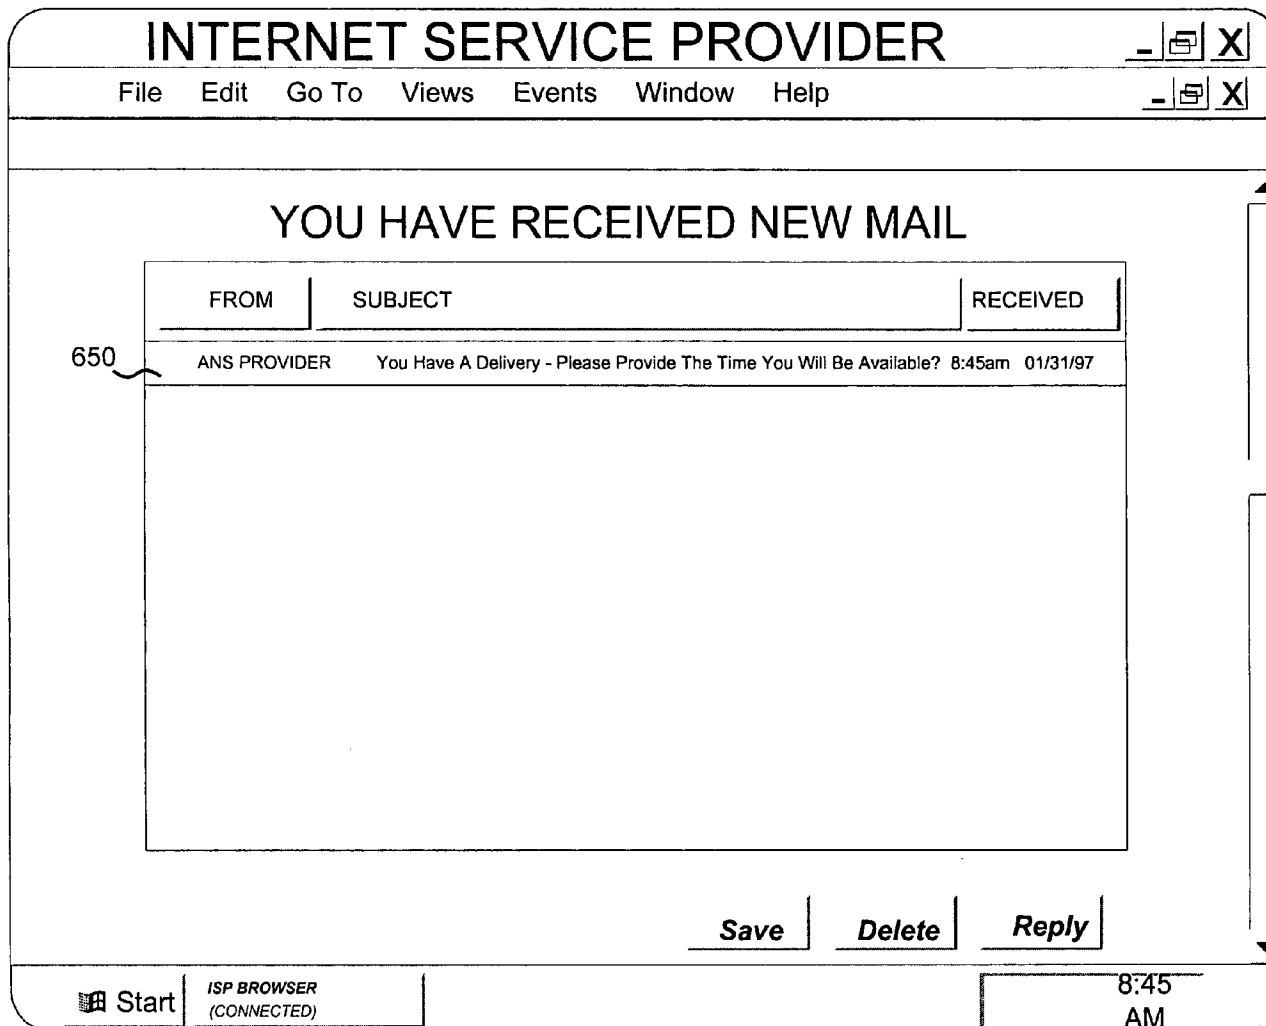 INTERNET SERVICE PROVIDER
File Edit Go To Views Events Window Help
YOU HAVE RECEIVED NEW MAIL
FROM SUBJECT RECEIVED
650 ANS PROVIDER You Have A Delivery - Please Provide The Time You Will Be Available? 8:45am 01/31/97
Save Delete Reply
Start ISP BROWSER 8:45
(CONNECTED) AM